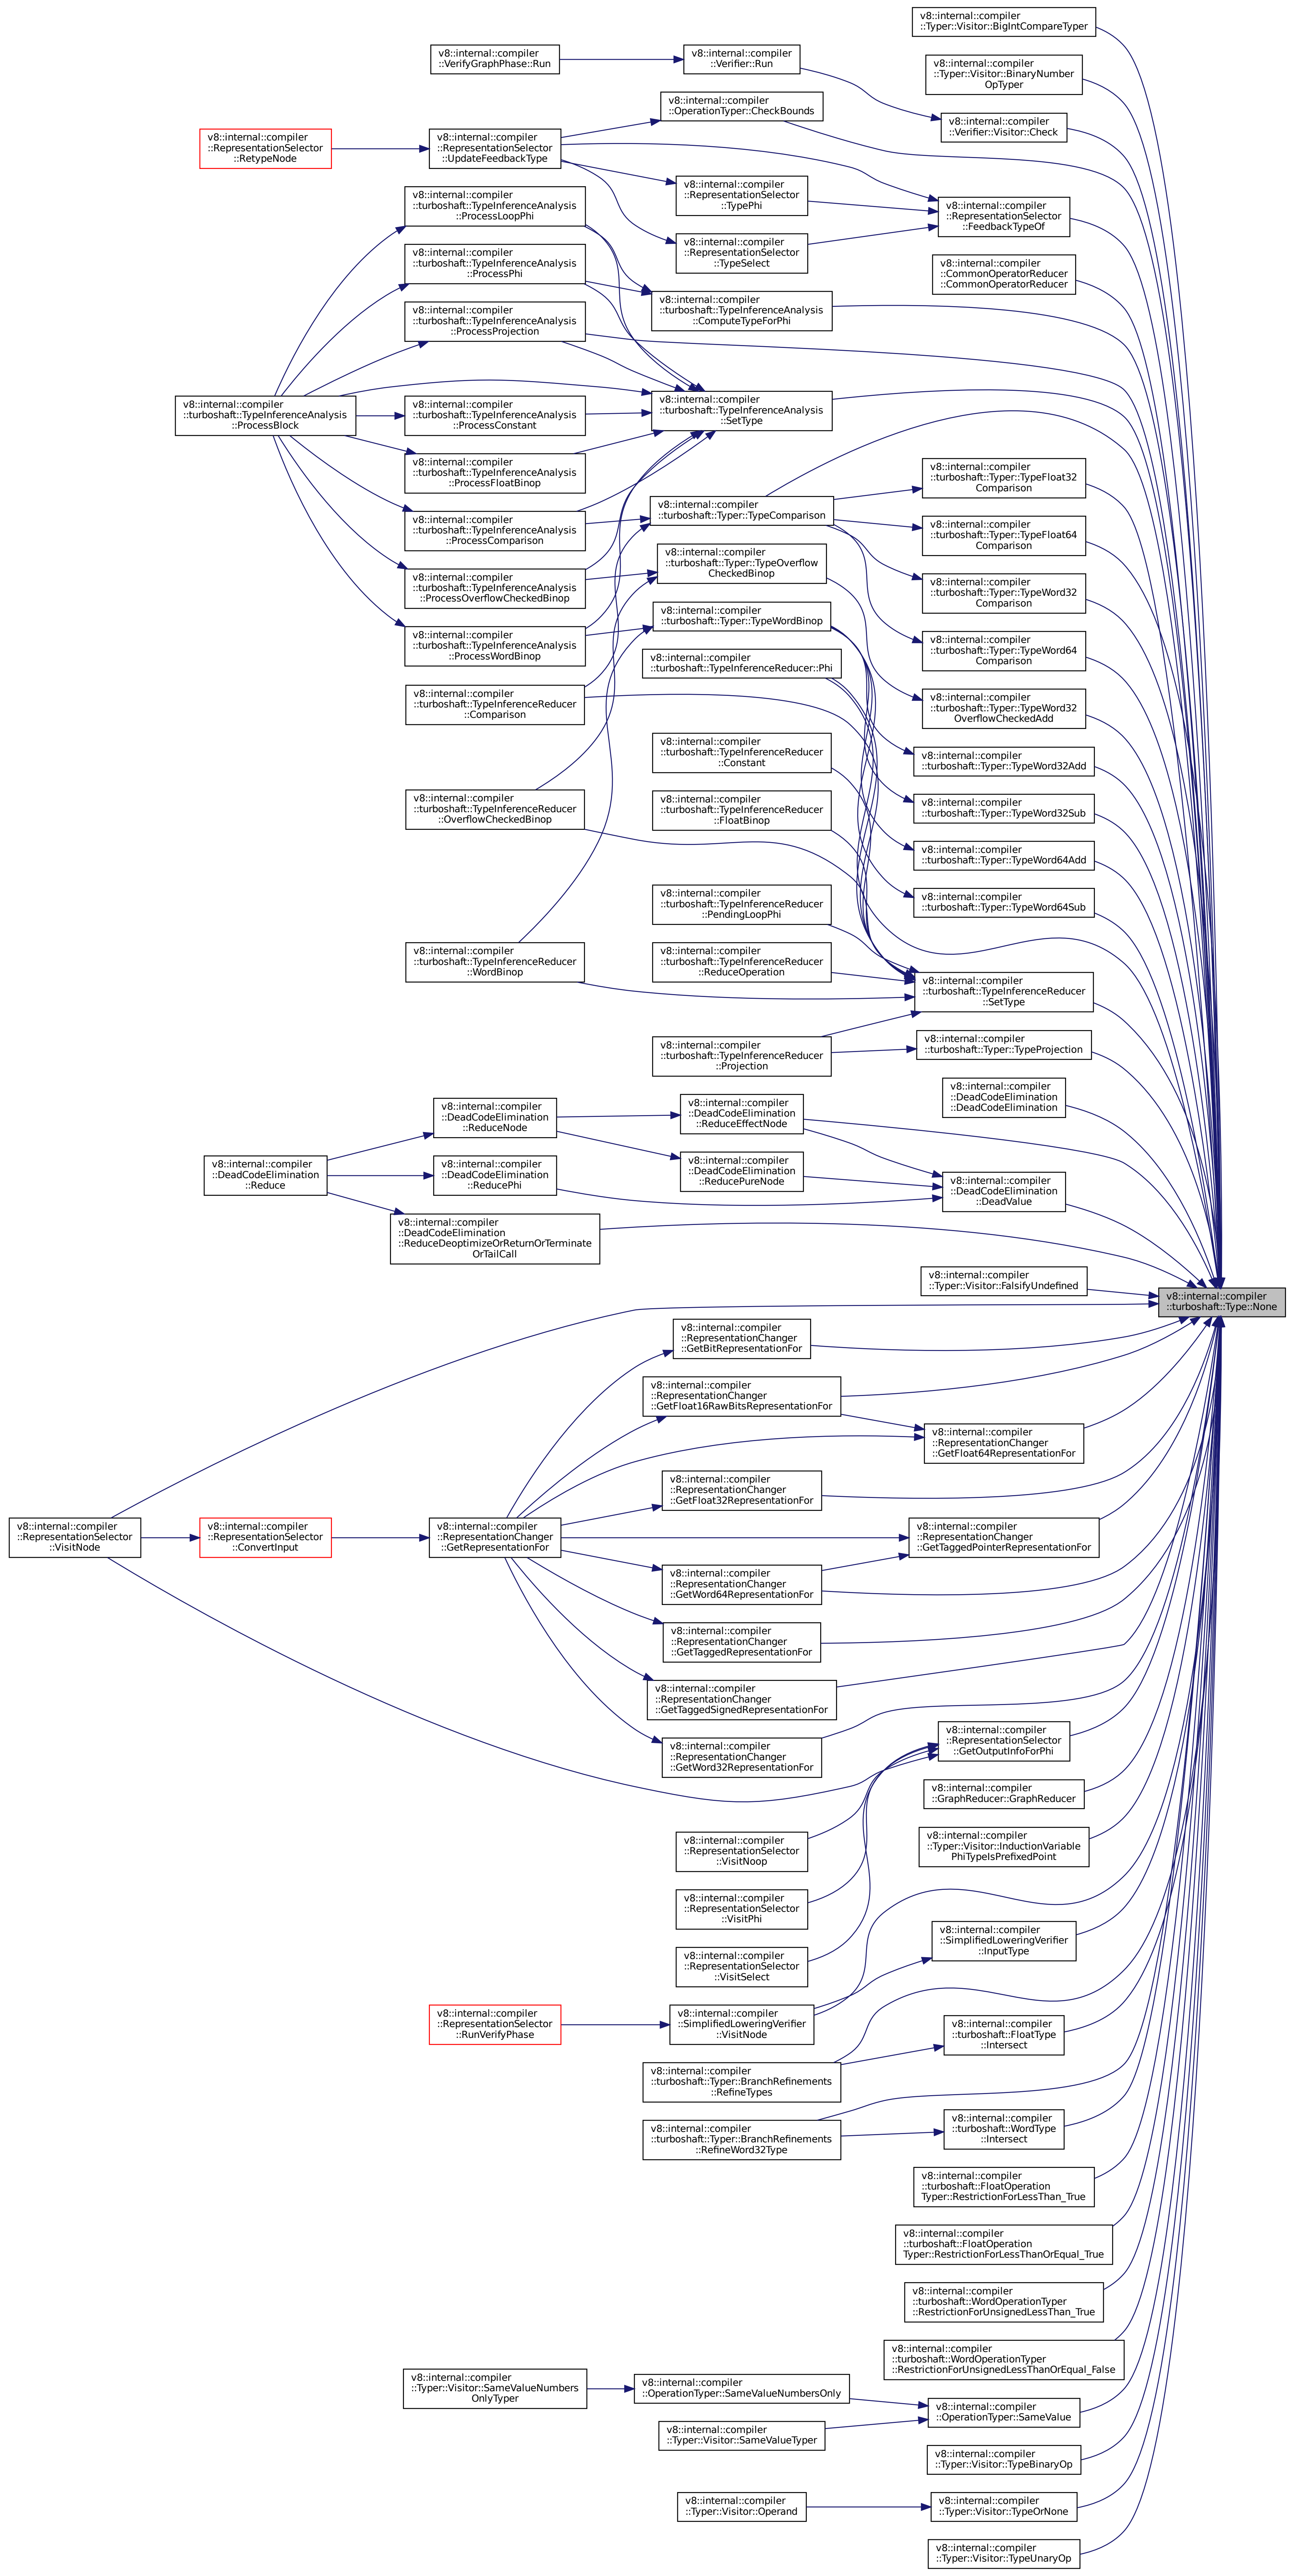 v8::internal::compiler
::Typer::Visitor::BigIntCompareTyper
v8::internal::compiler
::VerifyGraphPhase::Run
v8::internal::compiler
::Verifier::Run
v8::internal::compiler
::Typer::Visitor::BinaryNumber
OpTyper
v8::internal::compiler
::OperationTyper::CheckBounds
v8::internal::compiler
::Verifier::Visitor::Check
v8::internal::compiler
::RepresentationSelector
::RetypeNode
v8::internal::compiler
::RepresentationSelector
::UpdateFeedbackType
v8::internal::compiler
::RepresentationSelector
::TypePhi
v8::internal::compiler
::turboshaft::TypeInferenceAnalysis
::ProcessLoopPhi
v8::internal::compiler
::RepresentationSelector
::FeedbackTypeOf
v8::internal::compiler
::RepresentationSelector
::TypeSelect
v8::internal::compiler
::turboshaft::TypeInferenceAnalysis
::ProcessPhi
v8::internal::compiler
::CommonOperatorReducer
::CommonOperatorReducer
v8::internal::compiler
::turboshaft::TypeInferenceAnalysis
::ComputeTypeForPhi
v8::internal::compiler
::turboshaft::TypeInferenceAnalysis
::ProcessProjection
v8::internal::compiler
::turboshaft::TypeInferenceAnalysis
::ProcessBlock
v8::internal::compiler
::turboshaft::TypeInferenceAnalysis
::ProcessConstant
v8::internal::compiler
::turboshaft::TypeInferenceAnalysis
::SetType
v8::internal::compiler
::turboshaft::TypeInferenceAnalysis
::ProcessFloatBinop
v8::internal::compiler
::turboshaft::Typer::TypeFloat32
Comparison
v8::internal::compiler
::turboshaft::TypeInferenceAnalysis
::ProcessComparison
v8::internal::compiler
::turboshaft::Typer::TypeComparison
v8::internal::compiler
::turboshaft::Typer::TypeFloat64
Comparison
v8::internal::compiler
::turboshaft::TypeInferenceAnalysis
::ProcessOverflowCheckedBinop
v8::internal::compiler
::turboshaft::Typer::TypeOverflow
CheckedBinop
v8::internal::compiler
::turboshaft::Typer::TypeWord32
Comparison
v8::internal::compiler
::turboshaft::TypeInferenceAnalysis
::ProcessWordBinop
v8::internal::compiler
::turboshaft::Typer::TypeWordBinop
v8::internal::compiler
::turboshaft::Typer::TypeWord64
Comparison
v8::internal::compiler
::turboshaft::TypeInferenceReducer::Phi
v8::internal::compiler
::turboshaft::TypeInferenceReducer
::Comparison
v8::internal::compiler
::turboshaft::Typer::TypeWord32
OverflowCheckedAdd
v8::internal::compiler
::turboshaft::TypeInferenceReducer
::Constant
v8::internal::compiler
::turboshaft::Typer::TypeWord32Add
v8::internal::compiler
::turboshaft::TypeInferenceReducer
::OverflowCheckedBinop
v8::internal::compiler
::turboshaft::TypeInferenceReducer
::FloatBinop
v8::internal::compiler
::turboshaft::Typer::TypeWord32Sub
v8::internal::compiler
::turboshaft::Typer::TypeWord64Add
v8::internal::compiler
::turboshaft::TypeInferenceReducer
::PendingLoopPhi
v8::internal::compiler
::turboshaft::Typer::TypeWord64Sub
v8::internal::compiler
::turboshaft::TypeInferenceReducer
::WordBinop
v8::internal::compiler
::turboshaft::TypeInferenceReducer
::ReduceOperation
v8::internal::compiler
::turboshaft::TypeInferenceReducer
::SetType
v8::internal::compiler
::turboshaft::TypeInferenceReducer
::Projection
v8::internal::compiler
::turboshaft::Typer::TypeProjection
v8::internal::compiler
::DeadCodeElimination
::DeadCodeElimination
v8::internal::compiler
::DeadCodeElimination
::ReduceNode
v8::internal::compiler
::DeadCodeElimination
::ReduceEffectNode
v8::internal::compiler
::DeadCodeElimination
::Reduce
v8::internal::compiler
::DeadCodeElimination
::ReducePhi
v8::internal::compiler
::DeadCodeElimination
::ReducePureNode
v8::internal::compiler
::DeadCodeElimination
::DeadValue
v8::internal::compiler
::DeadCodeElimination
::ReduceDeoptimizeOrReturnOrTerminate
OrTailCall
v8::internal::compiler
::Typer::Visitor::FalsifyUndefined
v8::internal::compiler
::turboshaft::Type::None
v8::internal::compiler
::RepresentationChanger
::GetBitRepresentationFor
v8::internal::compiler
::RepresentationChanger
::GetFloat16RawBitsRepresentationFor
v8::internal::compiler
::RepresentationChanger
::GetFloat64RepresentationFor
v8::internal::compiler
::RepresentationChanger
::GetFloat32RepresentationFor
v8::internal::compiler
::RepresentationSelector
::VisitNode
v8::internal::compiler
::RepresentationSelector
::ConvertInput
v8::internal::compiler
::RepresentationChanger
::GetRepresentationFor
v8::internal::compiler
::RepresentationChanger
::GetTaggedPointerRepresentationFor
v8::internal::compiler
::RepresentationChanger
::GetWord64RepresentationFor
v8::internal::compiler
::RepresentationChanger
::GetTaggedRepresentationFor
v8::internal::compiler
::RepresentationChanger
::GetTaggedSignedRepresentationFor
v8::internal::compiler
::RepresentationChanger
::GetWord32RepresentationFor
v8::internal::compiler
::RepresentationSelector
::GetOutputInfoForPhi
v8::internal::compiler
::GraphReducer::GraphReducer
v8::internal::compiler
::RepresentationSelector
::VisitNoop
v8::internal::compiler
::Typer::Visitor::InductionVariable
PhiTypeIsPrefixedPoint
v8::internal::compiler
::RepresentationSelector
::VisitPhi
v8::internal::compiler
::SimplifiedLoweringVerifier
::InputType
v8::internal::compiler
::RepresentationSelector
::VisitSelect
v8::internal::compiler
::RepresentationSelector
::RunVerifyPhase
v8::internal::compiler
::SimplifiedLoweringVerifier
::VisitNode
v8::internal::compiler
::turboshaft::FloatType
::Intersect
v8::internal::compiler
::turboshaft::Typer::BranchRefinements
::RefineTypes
v8::internal::compiler
::turboshaft::WordType
::Intersect
v8::internal::compiler
::turboshaft::Typer::BranchRefinements
::RefineWord32Type
v8::internal::compiler
::turboshaft::FloatOperation
Typer::RestrictionForLessThan_True
v8::internal::compiler
::turboshaft::FloatOperation
Typer::RestrictionForLessThanOrEqual_True
v8::internal::compiler
::turboshaft::WordOperationTyper
::RestrictionForUnsignedLessThan_True
v8::internal::compiler
::turboshaft::WordOperationTyper
::RestrictionForUnsignedLessThanOrEqual_False
v8::internal::compiler
::Typer::Visitor::SameValueNumbers
OnlyTyper
v8::internal::compiler
::OperationTyper::SameValueNumbersOnly
v8::internal::compiler
::OperationTyper::SameValue
v8::internal::compiler
::Typer::Visitor::SameValueTyper
v8::internal::compiler
::Typer::Visitor::TypeBinaryOp
v8::internal::compiler
::Typer::Visitor::Operand
v8::internal::compiler
::Typer::Visitor::TypeOrNone
v8::internal::compiler
::Typer::Visitor::TypeUnaryOp